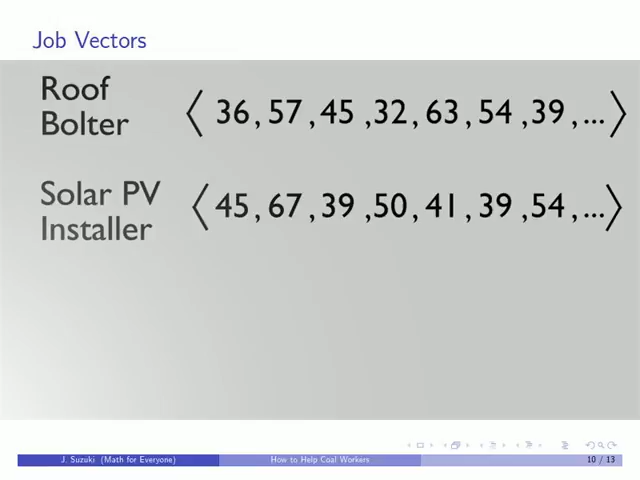 Job Vectors
Roof
Bolter
⟨ 36, 57, 45, 32, 63, 54, 39, ... ⟩
Solar PV
Installer
⟨ 45, 67, 39, 50, 41, 39, 54, ... ⟩
J. Suzuki (Math for Everyone)
How to Help Coal Workers
10 / 13